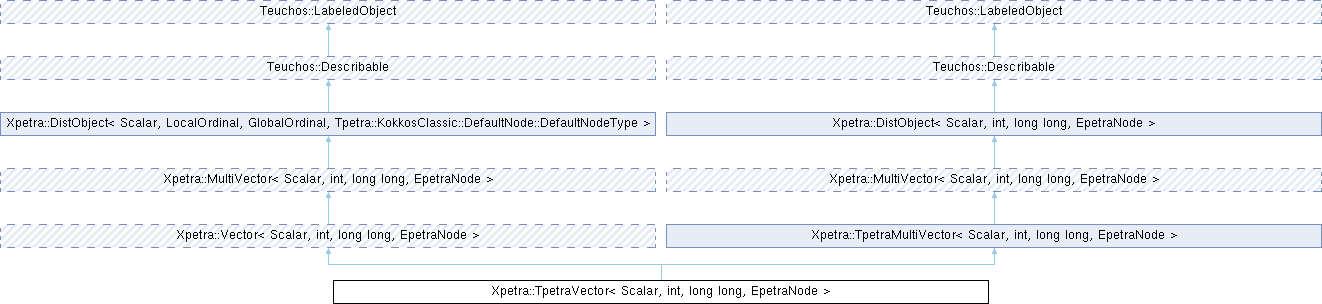 Teuchos::LabeledObject
Teuchos::LabeledObject
Teuchos::Describable
Teuchos::Describable
Xpetra::DistObject< Scalar, LocalOrdinal, GlobalOrdinal, Tpetra::KokkosClassic::DefaultNode::DefaultNodeType >
Xpetra::DistObject< Scalar, int, long long, EpetraNode >
Xpetra::MultiVector< Scalar, int, long long, EpetraNode >
Xpetra::MultiVector< Scalar, int, long long, EpetraNode >
Xpetra::Vector< Scalar, int, long long, EpetraNode >
Xpetra::TpetraMultiVector< Scalar, int, long long, EpetraNode >
Xpetra::TpetraVector< Scalar, int, long long, EpetraNode >